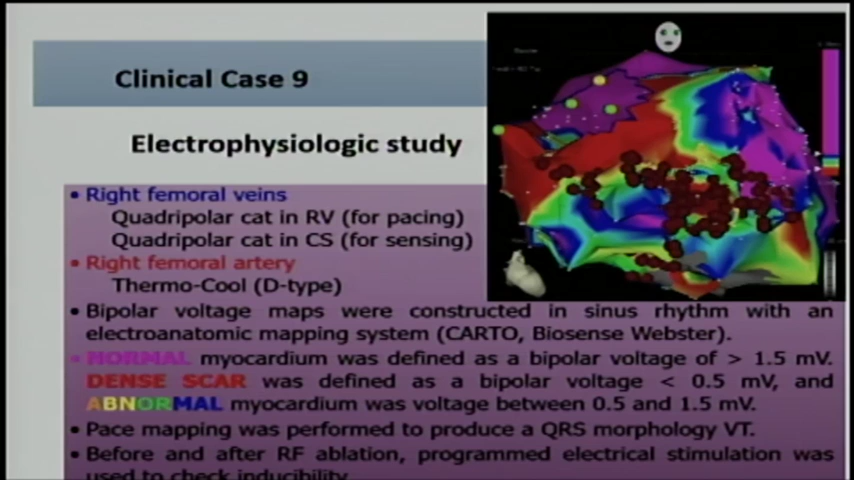 Clinical Case 9
Electrophysiologic study
• Right femoral veins
Quadripolar cat in RV (for pacing)
Quadripolar cat in CS (for sensing)
• Right femoral artery
Thermo-Cool (D-type)
• Bipolar voltage maps were constructed in sinus rhythm with an
electroanatomic mapping system (CARTO, Biosense Webster).
• NORMAL myocardium was defined as a bipolar voltage of > 1.5 mV.
DENSE SCAR was defined as a bipolar voltage < 0.5 mV, and
ABNORMAL myocardium was voltage between 0.5 and 1.5 mV.
• Pace mapping was performed to produce a QRS morphology VT.
• Before and after RF ablation, programmed electrical stimulation was
used to check inducibility